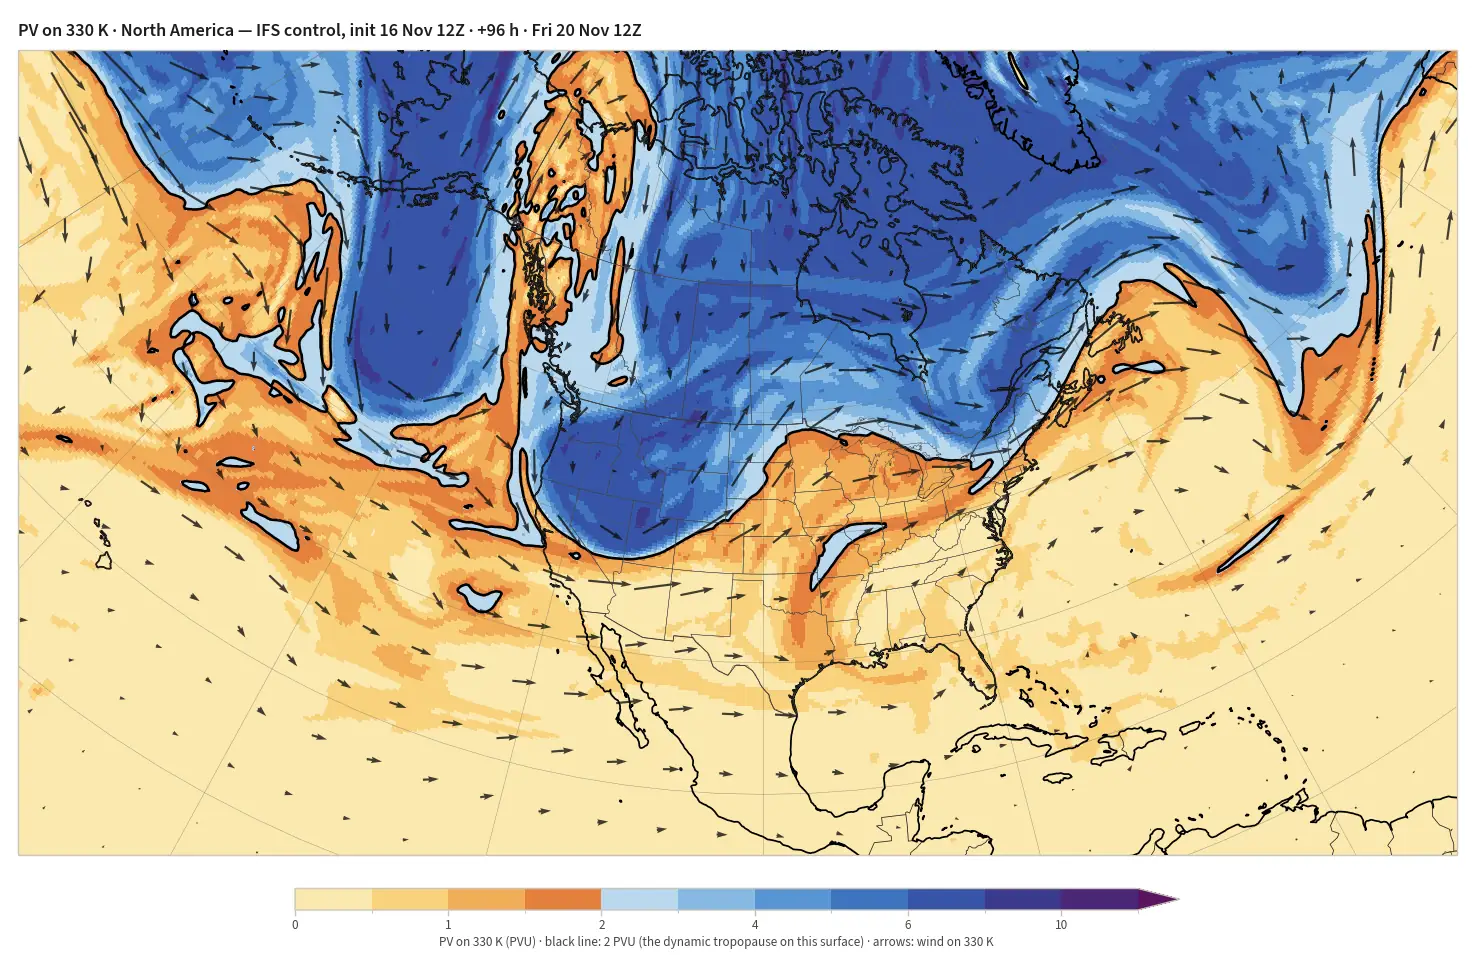 PV on 330 K · North America — IFS control, init 16 Nov 12Z · +96 h · Fri 20 Nov 12Z
0 1 2 4 6 10
PV on 330 K (PVU) · black line: 2 PVU (the dynamic tropopause on this surface) · arrows: wind on 330 K